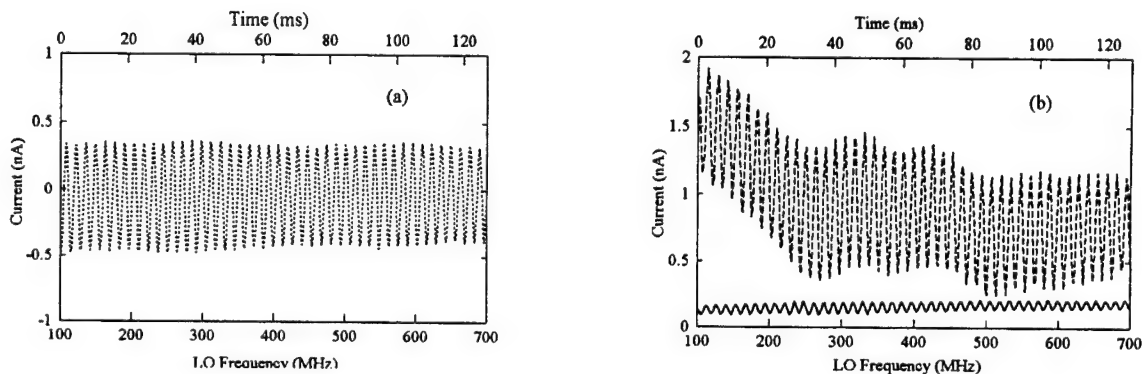 Time (ms)
0 20 40 60 80 100 120
1
0.5
0
-0.5
-1
Current (nA)
(a)
100 200 300 400 500 600 700
LO Frequency (MHz)
Time (ms)
0 20 40 60 80 100 120
2
1.5
1
0.5
0
Current (nA)
(b)
100 200 300 400 500 600 700
LO Frequency (MHz)